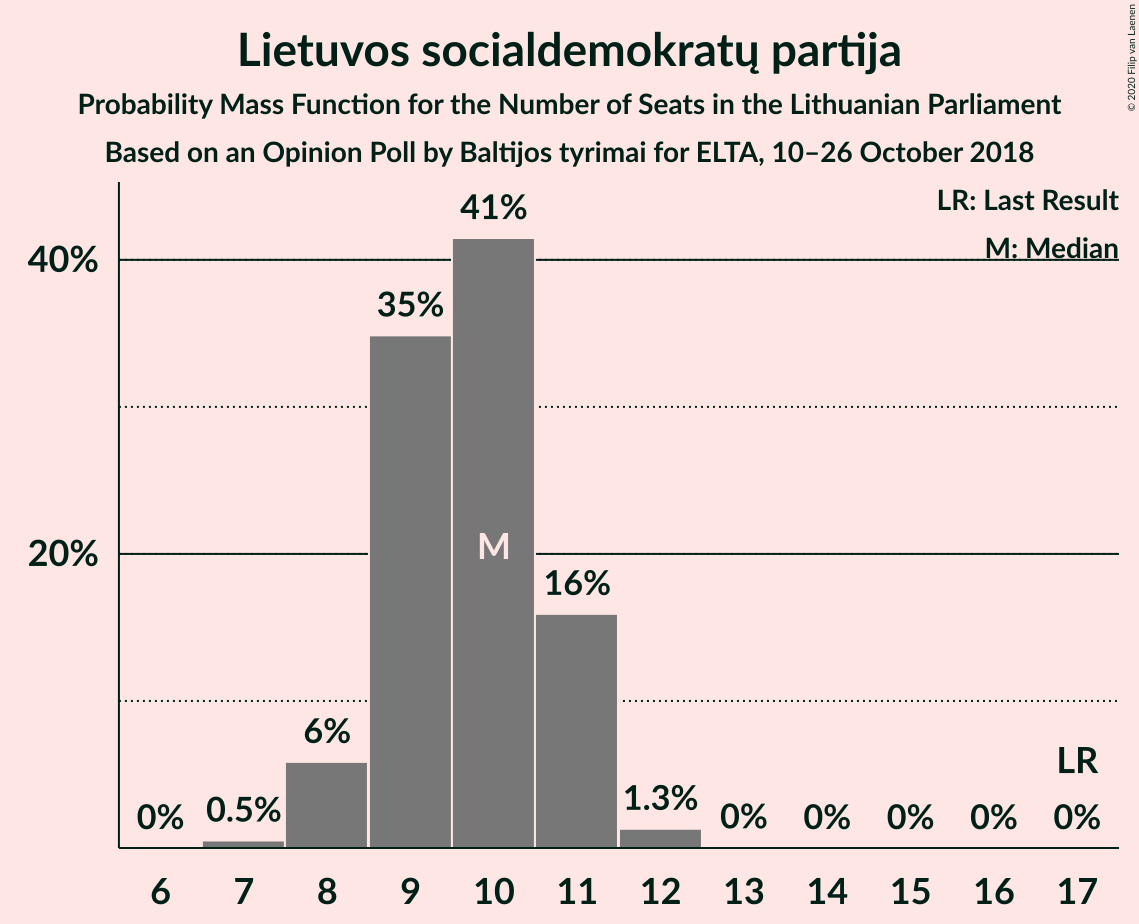 Lietuvos socialdemokratų partija
Probability Mass Function for the Number of Seats in the Lithuanian Parliament
Based on an Opinion Poll by Baltijos tyrimai for ELTA, 10–26 October 2018
© 2020 Filip van Laenen
LR: Last Result
M: Median
40%
20%
0%
0.5%
6%
35%
41%
M
16%
1.3%
0%
0%
0%
0%
LR
0%
6 7 8 9 10 11 12 13 14 15 16 17